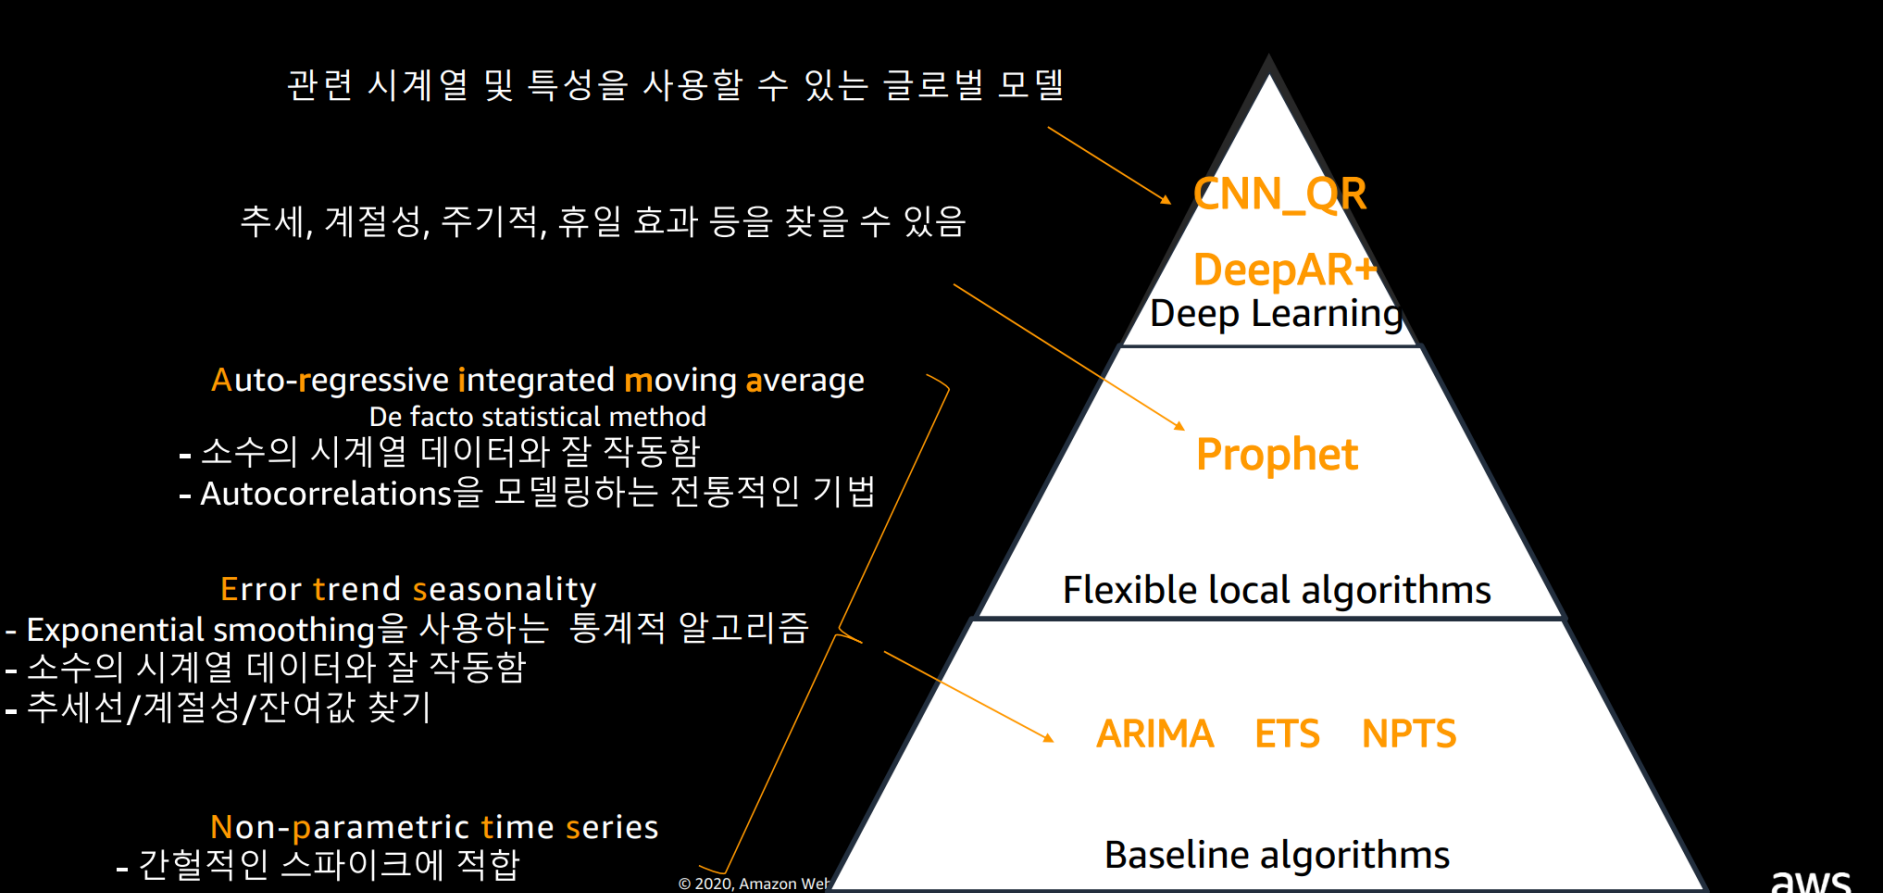 관련 시계열 및 특성을 사용할 수 있는 글로벌 모델
추세, 계절성, 주기적, 휴일 효과 등을 찾을 수 있음
Auto-regressive integrated moving average
De facto statistical method
- 소수의 시계열 데이터와 잘 작동함
- Autocorrelations을 모델링하는 전통적인 기법
Error trend seasonality
- Exponential smoothing을 사용하는 통계적 알고리즘
- 소수의 시계열 데이터와 잘 작동함
- 추세선/계절성/잔여값 찾기
Non-parametric time series
- 간헐적인 스파이크에 적합
CNN_QR
DeepAR+
Deep Learning
Prophet
Flexible local algorithms
ARIMA ETS NPTS
Baseline algorithms
© 2020, Amazon Web
aws